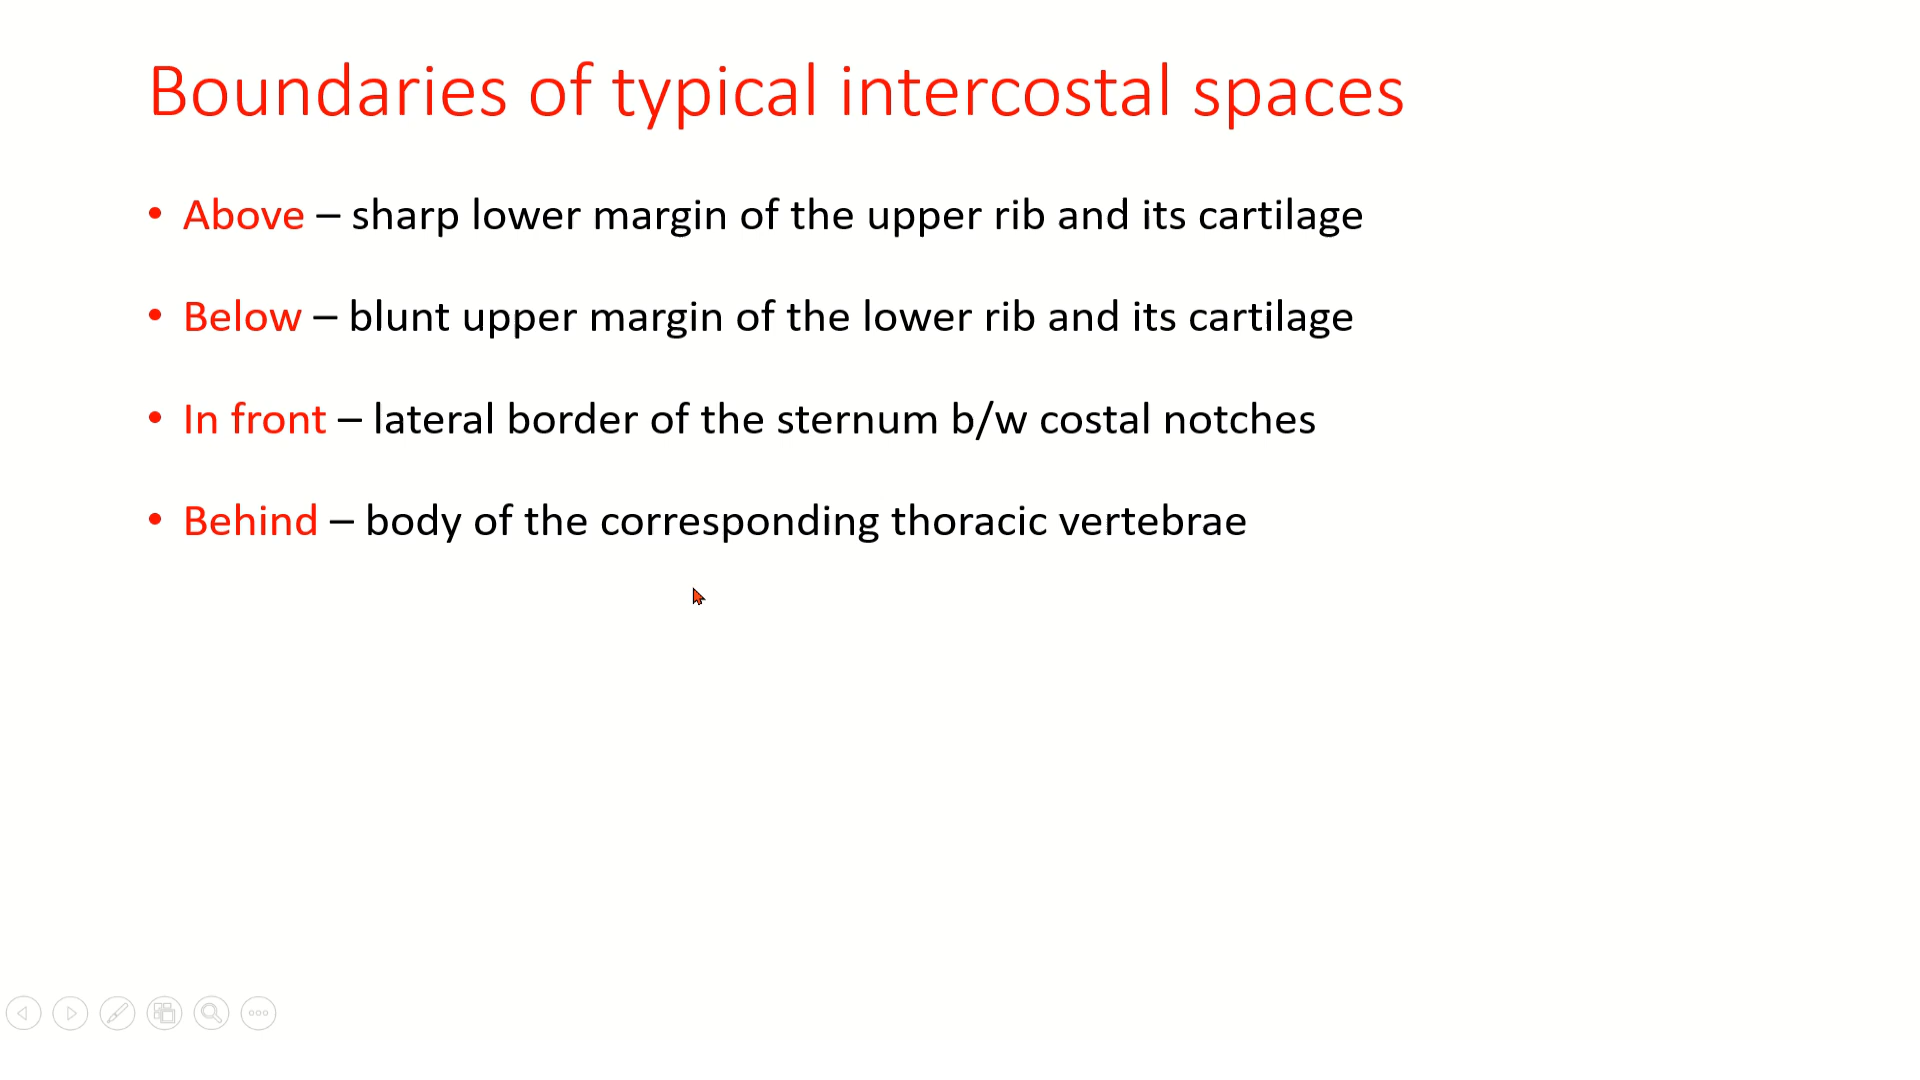 Boundaries of typical intercostal spaces
• Above – sharp lower margin of the upper rib and its cartilage
• Below – blunt upper margin of the lower rib and its cartilage
• In front – lateral border of the sternum b/w costal notches
• Behind – body of the corresponding thoracic vertebrae